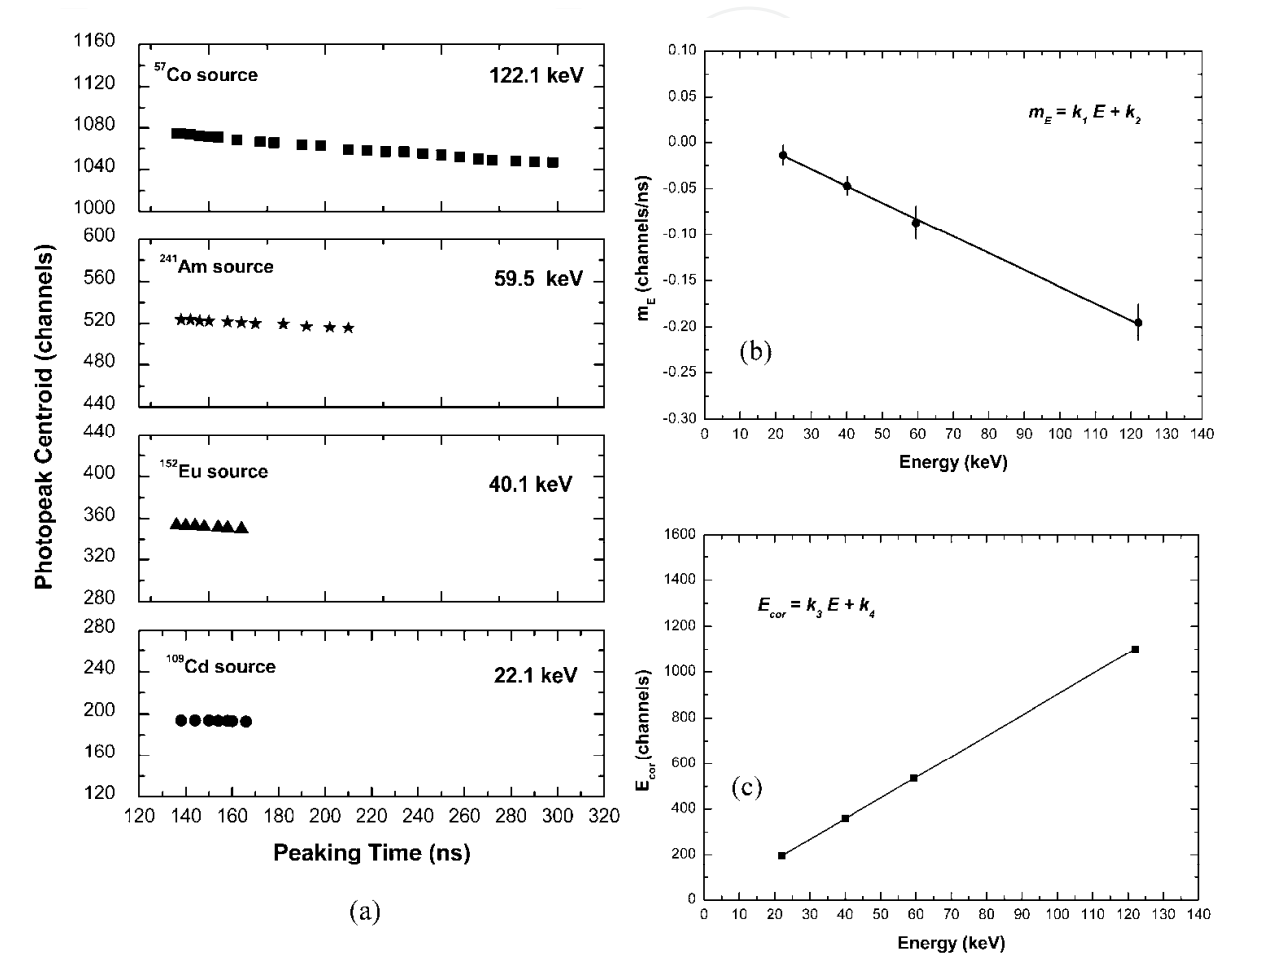 Photopeak Centroid (channels)
1160
1120
1080
1040
1000
⁵⁷Co source
122.1 keV
600
560
520
480
440
²⁴¹Am source
59.5 keV
440
400
360
320
280
¹⁵²Eu source
40.1 keV
280
240
200
160
120
¹⁰⁹Cd source
22.1 keV
120 140 160 180 200 220 240 260 280 300 320
Peaking Time (ns)
(a)
m_E (channels/ns)
0.10
0.05
0.00
-0.05
-0.10
-0.15
-0.20
-0.25
-0.30
m_E = k₁ E + k₂
(b)
0 10 20 30 40 50 60 70 80 90 100 110 120 130 140
Energy (keV)
E_cor (channels)
1600
1400
1200
1000
800
600
400
200
0
E_cor = k₃ E + k₄
(c)
0 10 20 30 40 50 60 70 80 90 100 110 120 130 140
Energy (keV)